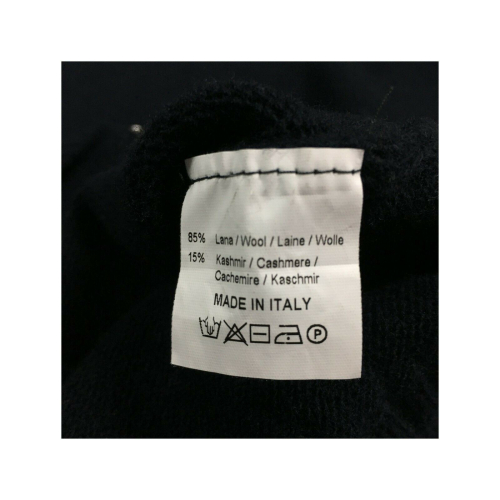 85% Lana / Wool / Laine / Wolle
15% Kashmir / Cashmere /
Cachemire / Kaschmir
MADE IN ITALY
P